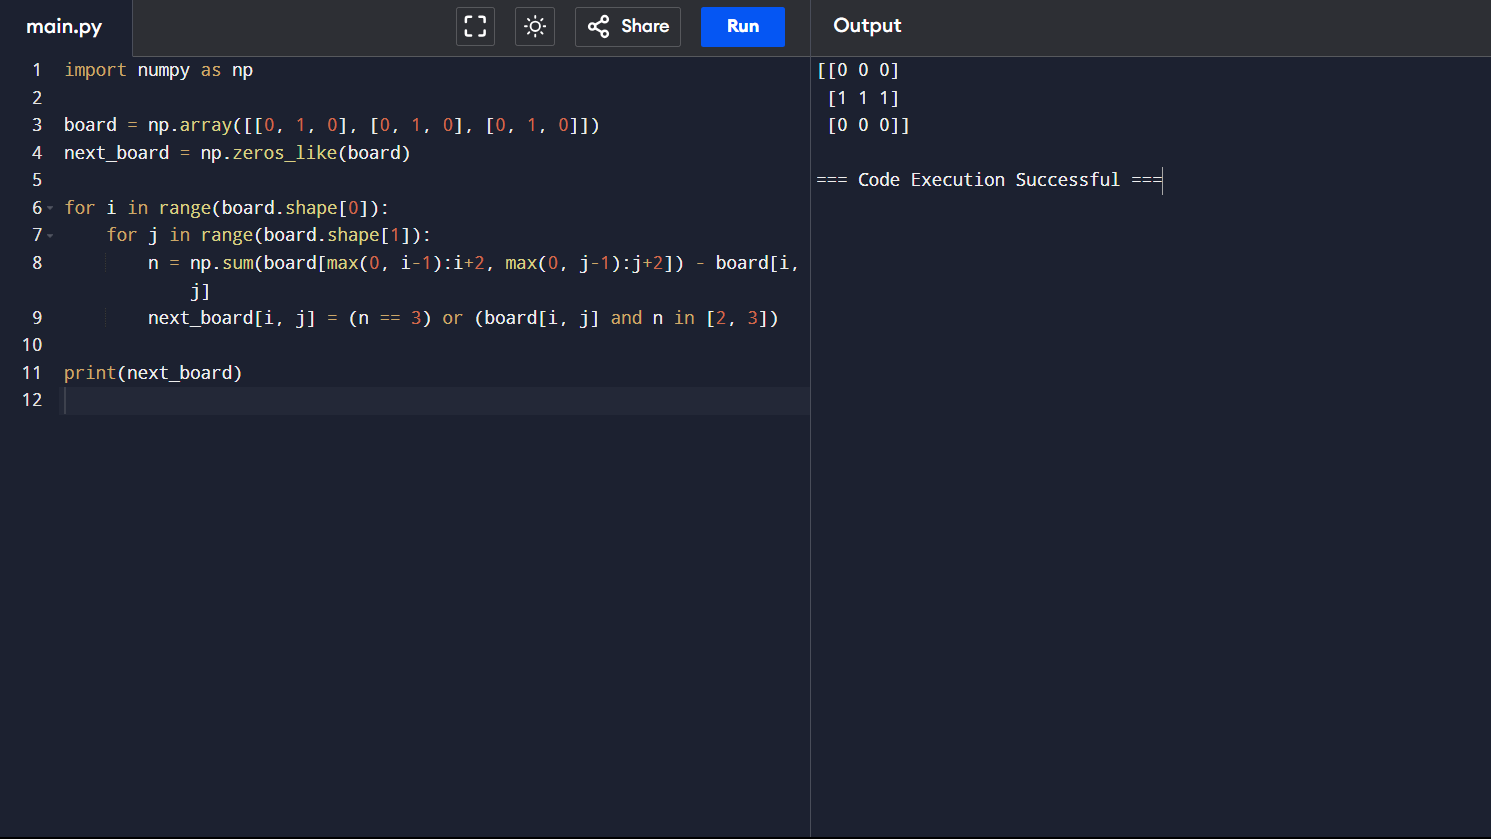 main.py
Share
Run
Output
1 import numpy as np
2
3 board = np.array([[0, 1, 0], [0, 1, 0], [0, 1, 0]])
4 next_board = np.zeros_like(board)
5
6 for i in range(board.shape[0]):
7     for j in range(board.shape[1]):
8         n = np.sum(board[max(0, i-1):i+2, max(0, j-1):j+2]) - board[i,
            j]
9         next_board[i, j] = (n == 3) or (board[i, j] and n in [2, 3])
10
11 print(next_board)
12
[[0 0 0]
 [1 1 1]
 [0 0 0]]
=== Code Execution Successful ===